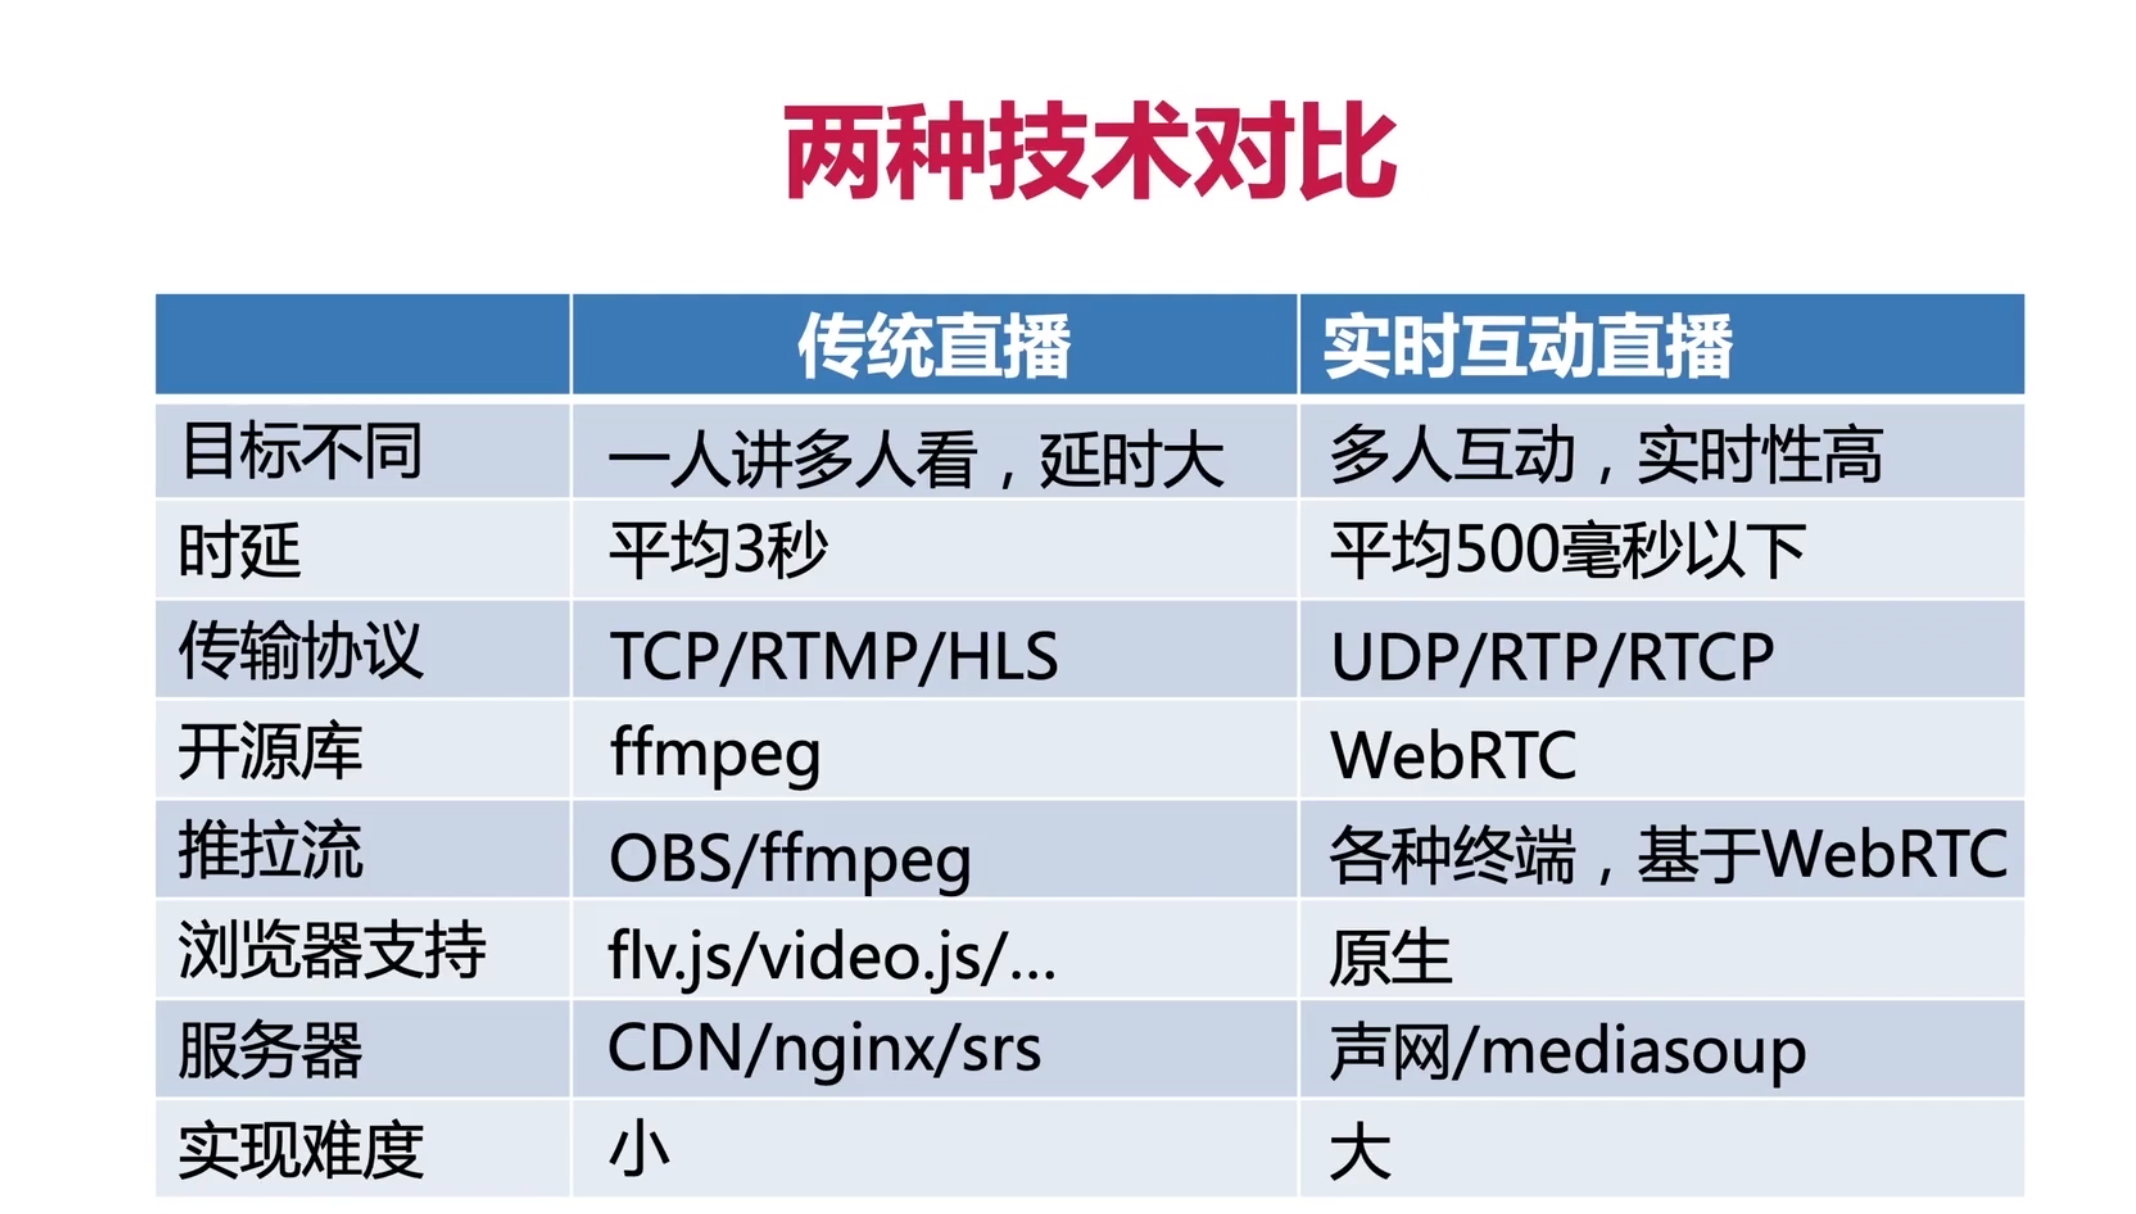 两种技术对比
传统直播 实时互动直播
目标不同 一人讲多人看，延时大 多人互动，实时性高
时延 平均3秒 平均500毫秒以下
传输协议 TCP/RTMP/HLS UDP/RTP/RTCP
开源库 ffmpeg WebRTC
推拉流 OBS/ffmpeg 各种终端，基于WebRTC
浏览器支持 flv.js/video.js/... 原生
服务器 CDN/nginx/srs 声网/mediasoup
实现难度 小 大